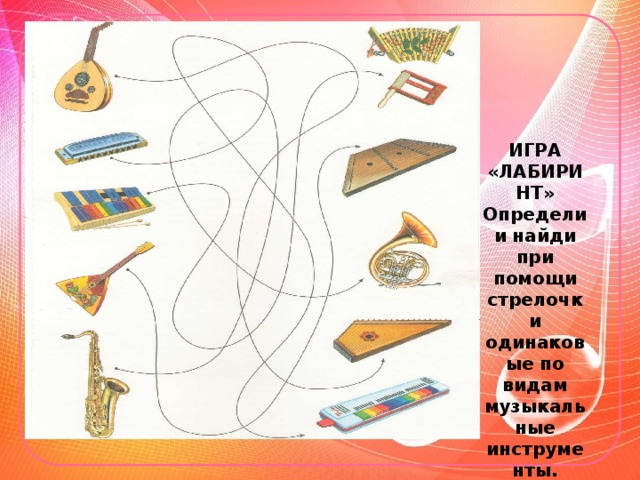 ИГРА
«ЛАБИРИ
НТ»
Определи
и найди
при
помощи
стрелочк
и
одинаков
ые по
видам
музыкаль
ные
инструме
нты.